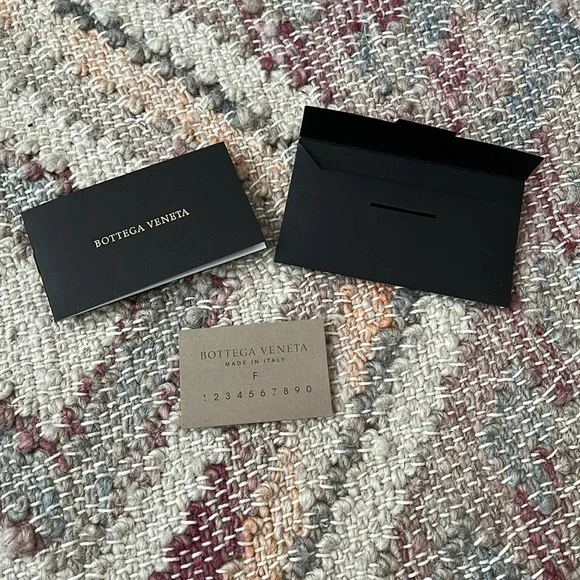 BOTTEGA VENETA
BOTTEGA VENETA
MADE IN ITALY
F
1234567890